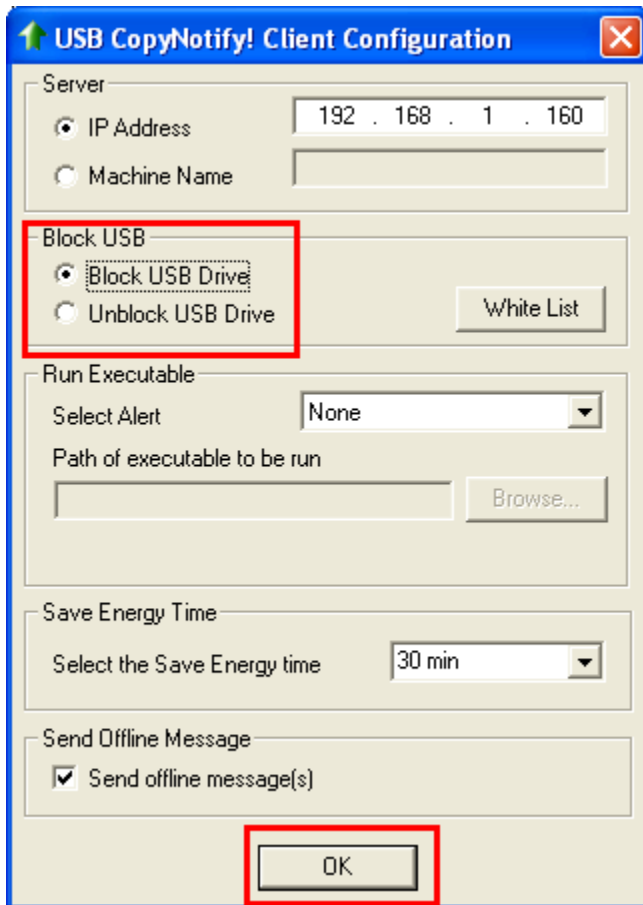 USB CopyNotify! Client Configuration
Server
IP Address 192 . 168 . 1 . 160
Machine Name
Block USB
Block USB Drive
Unblock USB Drive
White List
Run Executable
Select Alert None
Path of executable to be run
Browse...
Save Energy Time
Select the Save Energy time 30 min
Send Offline Message
Send offline message(s)
OK